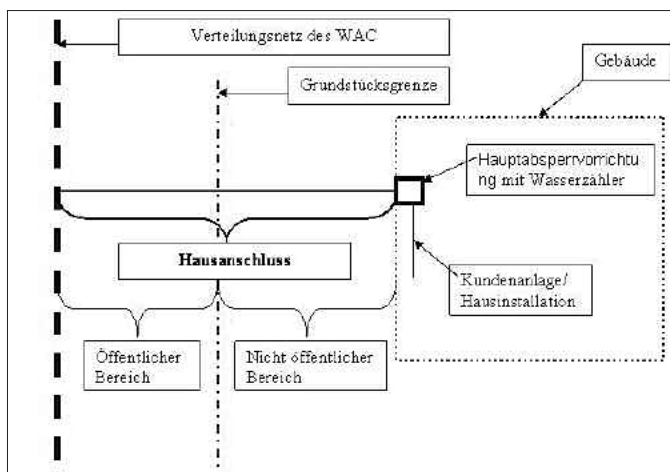 Verteilungsnetz des WAC
Gebäude
Grundstücksgrenze
Hauptabsperrvorrichtu
ng mit Wasserzähler
Hausanschluss
Kundenanlage/
Hausinstallation
Öffentlicher
Bereich
Nicht öffentlicher
Bereich